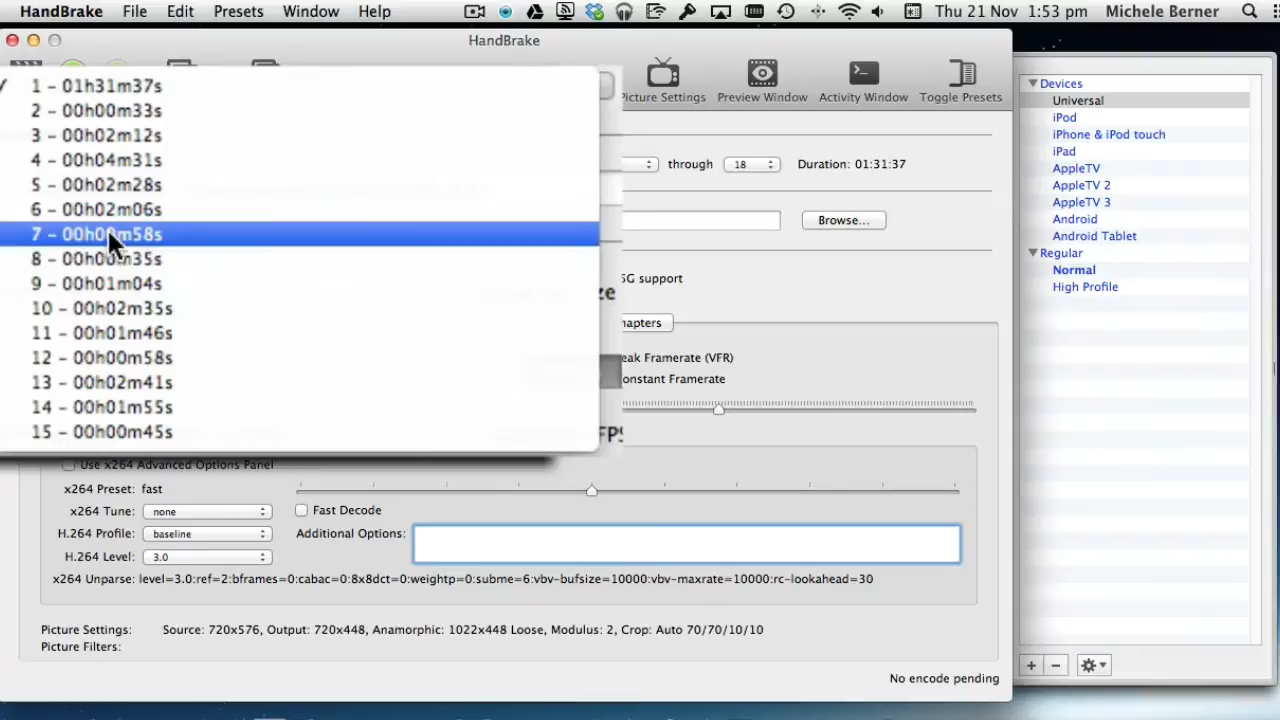 HandBrake File Edit Presets Window Help Thu 21 Nov 1:53 pm Michele Berner
HandBrake
Picture Settings Preview Window Activity Window Toggle Presets
1 - 01h31m37s
2 - 00h00m33s
3 - 00h02m12s
4 - 00h04m31s
5 - 00h02m28s
6 - 00h02m06s
7 - 00h00m58s
8 - 00h00m35s
9 - 00h01m04s
10 - 00h02m35s
11 - 00h01m46s
12 - 00h00m58s
13 - 00h02m41s
14 - 00h01m55s
15 - 00h00m45s
through 18 Duration: 01:31:37
Browse...
5G support
ze
hapters
eak Framerate (VFR)
onstant Framerate
FPS
Use x264 Advanced Options Panel
x264 Preset: fast
x264 Tune: none Fast Decode
H.264 Profile: baseline Additional Options:
H.264 Level: 3.0
x264 Unparse: level=3.0:ref=2:bframes=0:cabac=0:8x8dct=0:weightp=0:subme=6:vbv-bufsize=10000:vbv-maxrate=10000:rc-lookahead=30
Picture Settings: Source: 720x576, Output: 720x448, Anamorphic: 1022x448 Loose, Modulus: 2, Crop: Auto 70/70/10/10
Picture Filters:
No encode pending
Devices
Universal
iPod
iPhone & iPod touch
iPad
AppleTV
AppleTV 2
AppleTV 3
Android
Android Tablet
Regular
Normal
High Profile